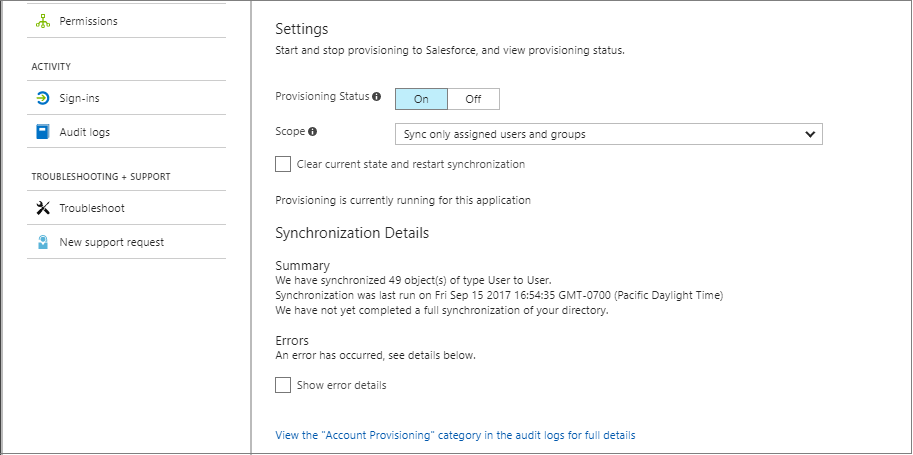 Permissions
ACTIVITY
Sign-ins
Audit logs
TROUBLESHOOTING + SUPPORT
Troubleshoot
New support request
Settings
Start and stop provisioning to Salesforce, and view provisioning status.
Provisioning Status
On Off
Scope
Sync only assigned users and groups
Clear current state and restart synchronization
Provisioning is currently running for this application
Synchronization Details
Summary
We have synchronized 49 object(s) of type User to User.
Synchronization was last run on Fri Sep 15 2017 16:54:35 GMT-0700 (Pacific Daylight Time)
We have not yet completed a full synchronization of your directory.
Errors
An error has occurred, see details below.
Show error details
View the "Account Provisioning" category in the audit logs for full details